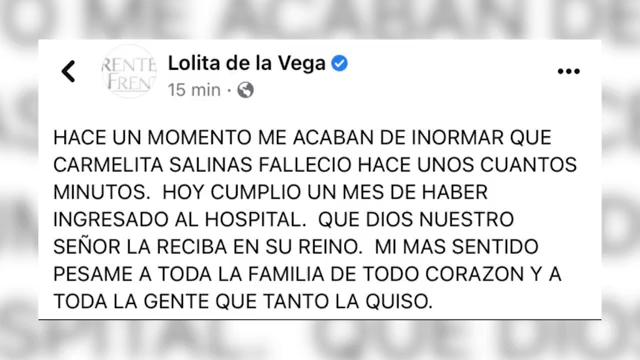 RENTE
FRENT
Lolita de la Vega
15 min ·
HACE UN MOMENTO ME ACABAN DE INORMAR QUE
CARMELITA SALINAS FALLECIO HACE UNOS CUANTOS
MINUTOS. HOY CUMPLIO UN MES DE HABER
INGRESADO AL HOSPITAL. QUE DIOS NUESTRO
SEÑOR LA RECIBA EN SU REINO. MI MAS SENTIDO
PESAME A TODA LA FAMILIA DE TODO CORAZON Y A
TODA LA GENTE QUE TANTO LA QUISO.